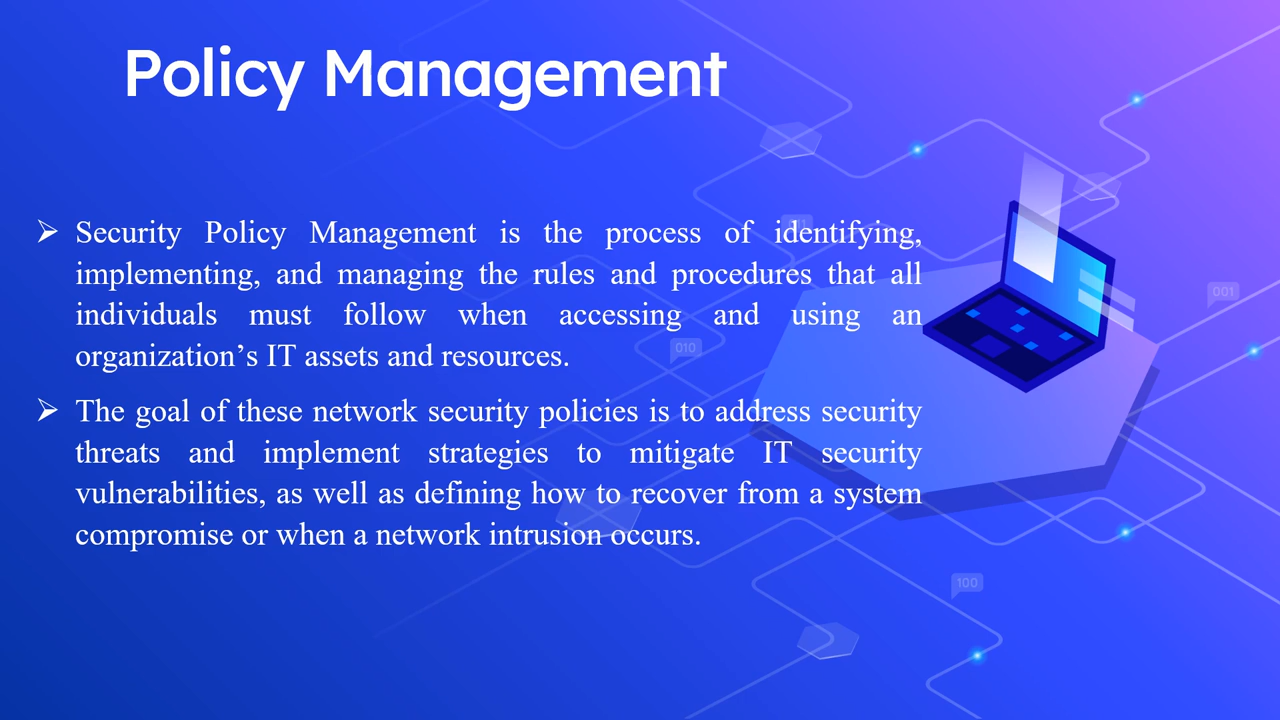 Policy Management
➢ Security Policy Management is the process of identifying,
implementing, and managing the rules and procedures that all
individuals must follow when accessing and using an
organization’s IT assets and resources.
➢ The goal of these network security policies is to address security
threats and implement strategies to mitigate IT security
vulnerabilities, as well as defining how to recover from a system
compromise or when a network intrusion occurs.
001
010
100